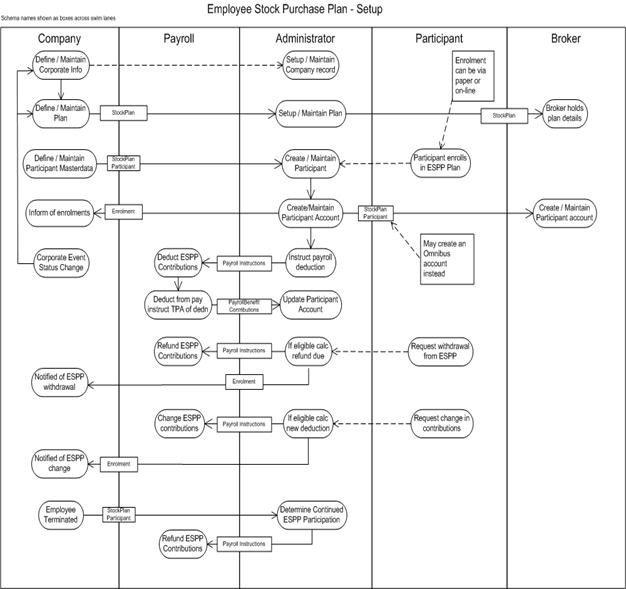 Employee Stock Purchase Plan - Setup
Schema names shown as boxes across swim lanes
Company
Payroll
Administrator
Participant
Broker
Define / Maintain
Corporate Info
Setup / Maintain
Company record
Enrolment
can be via
paper or
on-line
Define / Maintain
Plan
StockPlan
Setup / Maintain Plan
StockPlan
Broker holds
plan details
Define / Maintain
Participant Masterdata
StockPlan
Participant
Create / Maintain
Participant
Participant enrolls
in ESPP Plan
Inform of enrolments
Enrolment
Create/Maintain
Participant Account
StockPlan
Participant
Create / Maintain
Participant account
May create an
Omnibus
account
instead
Corporate Event
Status Change
Deduct ESPP
Contributions
Payroll Instructions
Instruct payroll
deduction
Deduct from pay
instruct TPA of dedn
PayrollBenefit
Contributions
Update Participant
Account
Refund ESPP
Contributions
Payroll Instructions
If eligible calc
refund due
Request withdrawal
from ESPP
Notified of ESPP
withdrawal
Enrolment
Change ESPP
contributions
Payroll Instructions
If eligible calc
new deduction
Request change in
contributions
Notified of ESPP
change
Enrolment
Employee
Terminated
StockPlan
Participant
Determine Continued
ESPP Participation
Refund ESPP
Contributions
Payroll Instructions